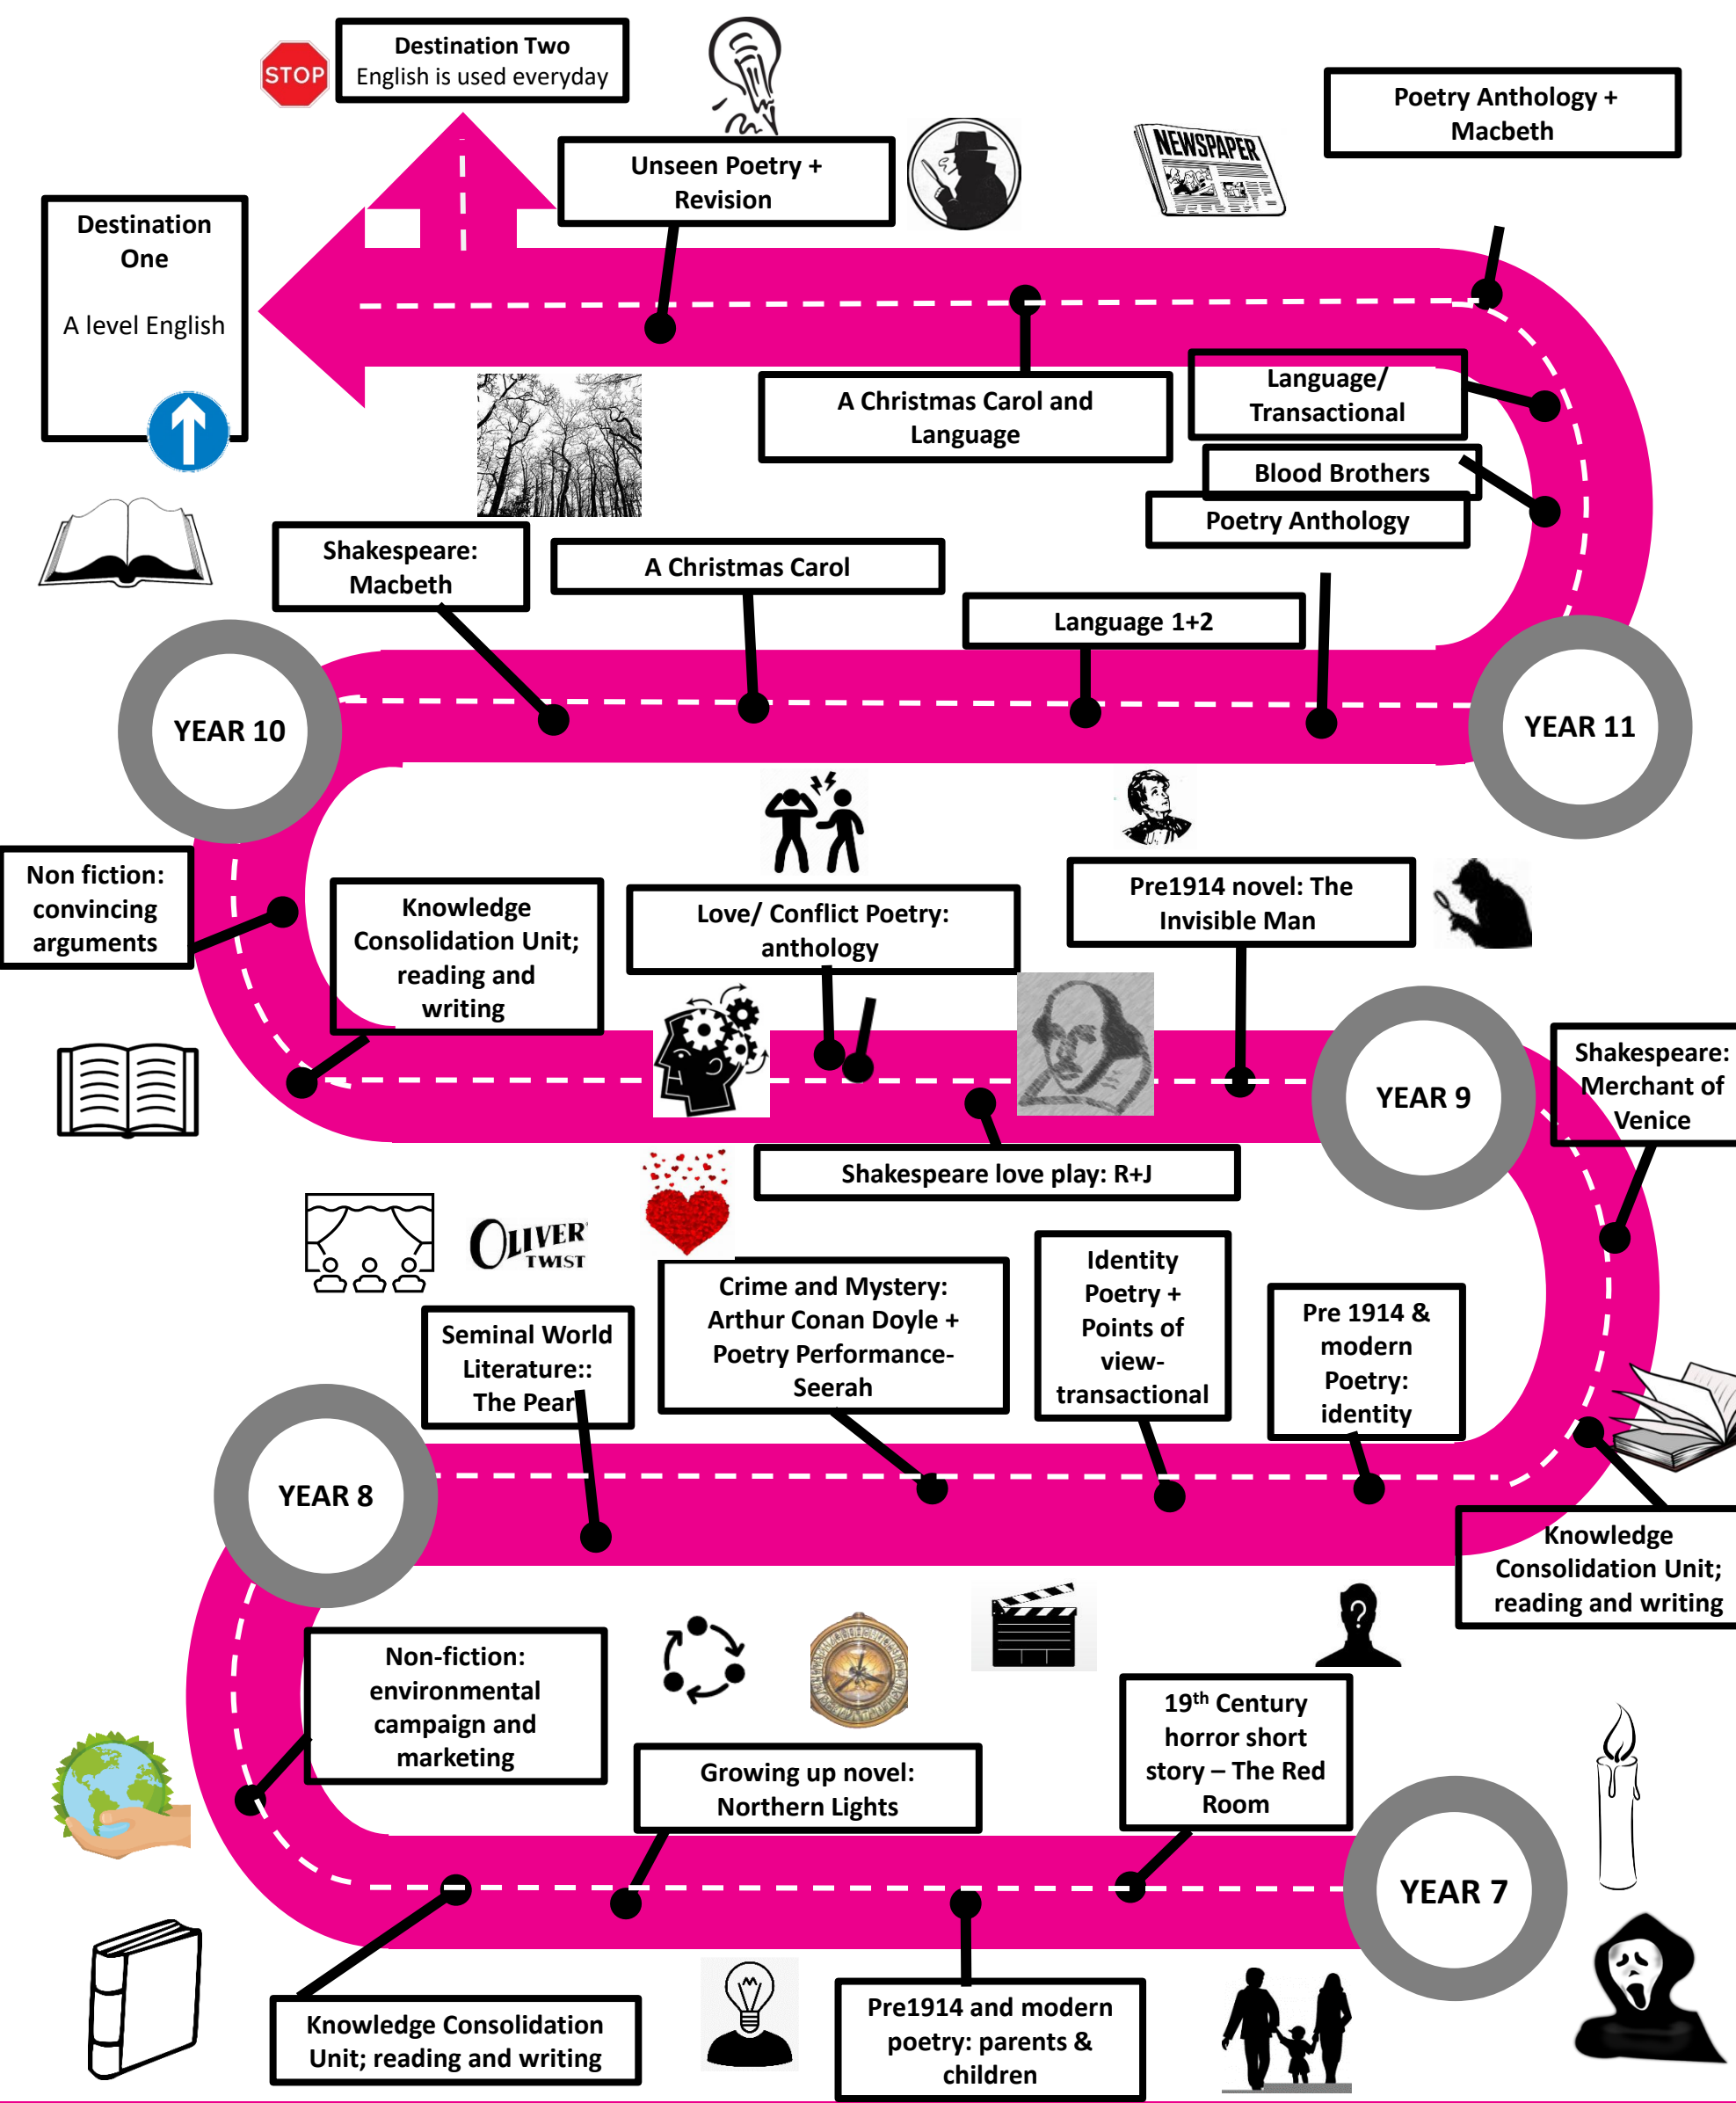 STOP
Destination Two
English is used everyday
Poetry Anthology +
Macbeth
Unseen Poetry +
Revision
NEWSPAPER
Destination
One
A level English
A Christmas Carol and
Language
Language/
Transactional
Blood Brothers
Poetry Anthology
Shakespeare:
Macbeth
A Christmas Carol
Language 1+2
YEAR 10
YEAR 11
Non fiction:
convincing
arguments
Knowledge
Consolidation Unit;
reading and
writing
Love/ Conflict Poetry:
anthology
Pre1914 novel: The
Invisible Man
YEAR 9
Shakespeare:
Merchant of
Venice
Shakespeare love play: R+J
OLIVER
TWIST
Seminal World
Literature::
The Pearl
Crime and Mystery:
Arthur Conan Doyle +
Poetry Performance-
Seerah
Identity
Poetry +
Points of
view-
transactional
Pre 1914 &
modern
Poetry:
identity
YEAR 8
Knowledge
Consolidation Unit;
reading and writing
Non-fiction:
environmental
campaign and
marketing
Growing up novel:
Northern Lights
?
19th Century
horror short
story – The Red
Room
YEAR 7
Knowledge Consolidation
Unit; reading and writing
Pre1914 and modern
poetry: parents &
children